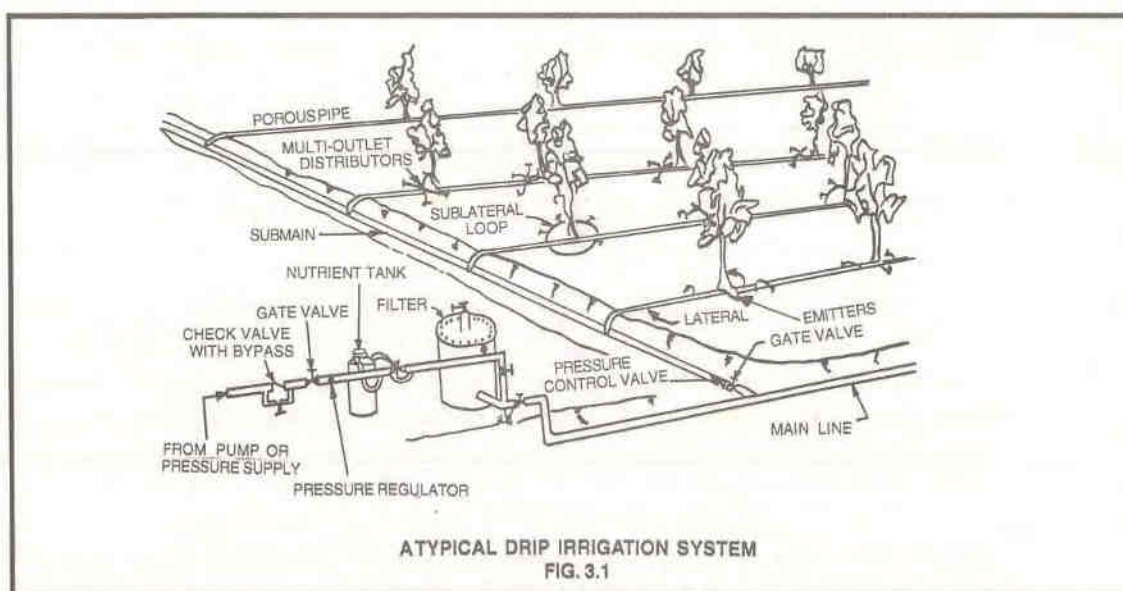 POROUS PIPE
MULTI-OUTLET
DISTRIBUTORS
SUBLATERAL
LOOP
SUBMAIN
NUTRIENT TANK
GATE VALVE
FILTER
CHECK VALVE
WITH BYPASS
LATERAL
EMITTERS
GATE VALVE
PRESSURE
CONTROL VALVE
MAIN LINE
FROM PUMP OR
PRESSURE SUPPLY
PRESSURE REGULATOR
ATYPICAL DRIP IRRIGATION SYSTEM
FIG. 3.1